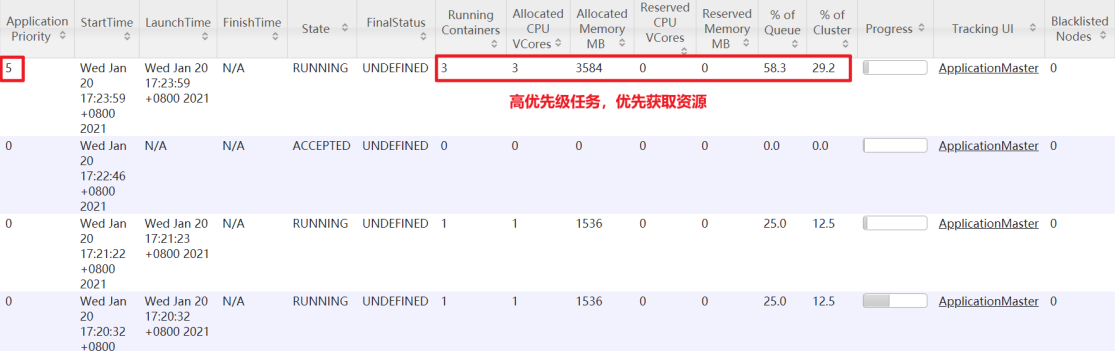 Application Priority StartTime LaunchTime FinishTime State FinalStatus Running Containers Allocated CPU VCores Allocated Memory MB Reserved CPU VCores Reserved Memory MB % of Queue % of Cluster Progress Tracking UI Blacklisted Nodes
5 Wed Jan 20 17:23:59 +0800 2021 Wed Jan 20 17:23:59 +0800 2021 N/A RUNNING UNDEFINED 3 3 3584 0 0 58.3 29.2 ApplicationMaster 0
高优先级任务，优先获取资源
0 Wed Jan 20 17:22:46 +0800 2021 N/A N/A ACCEPTED UNDEFINED 0 0 0 0 0 0.0 0.0 ApplicationMaster 0
0 Wed Jan 20 17:21:22 +0800 2021 Wed Jan 20 17:21:23 +0800 2021 N/A RUNNING UNDEFINED 1 1 1536 0 0 25.0 12.5 ApplicationMaster 0
0 Wed Jan 20 17:20:32 +0800 Wed Jan 20 17:20:32 +0800 2021 N/A RUNNING UNDEFINED 1 1 1536 0 0 25.0 12.5 ApplicationMaster 0